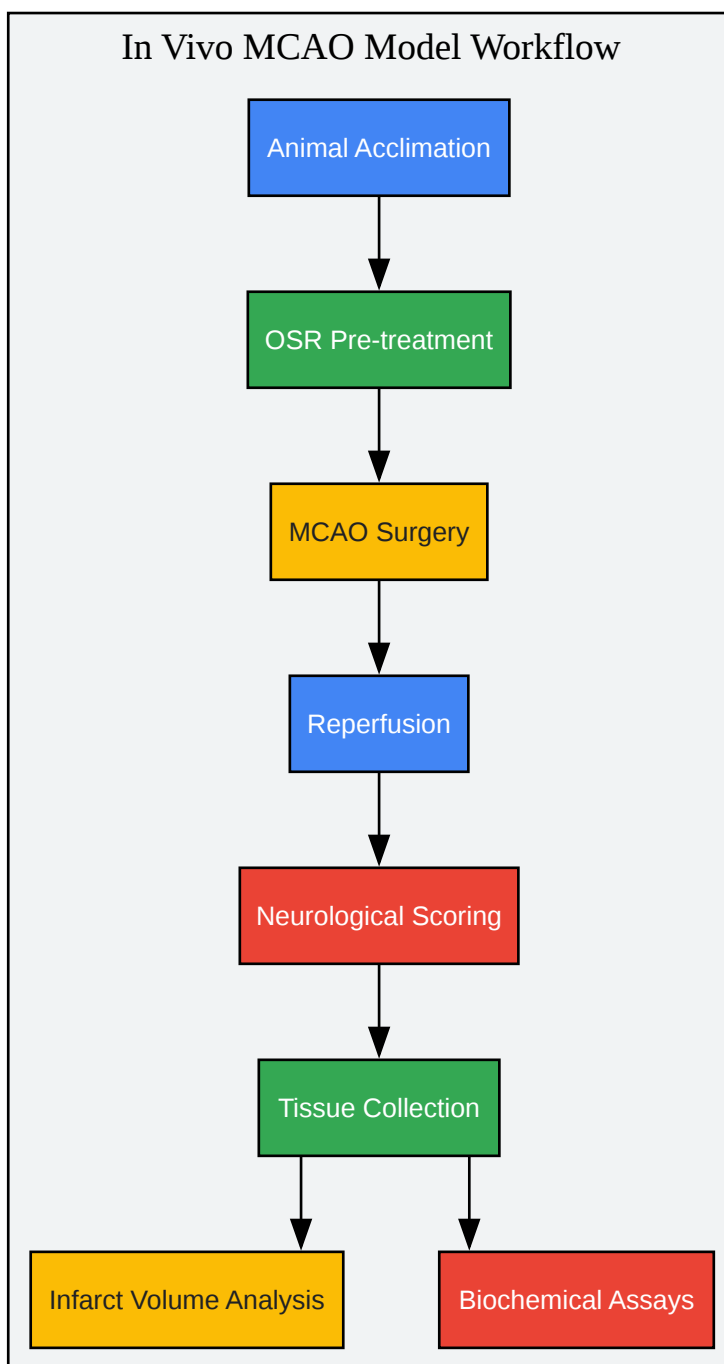 In Vivo MCAO Model Workflow
Animal Acclimation
OSR Pre-treatment
MCAO Surgery
Reperfusion
Neurological Scoring
Tissue Collection
Infarct Volume Analysis
Biochemical Assays